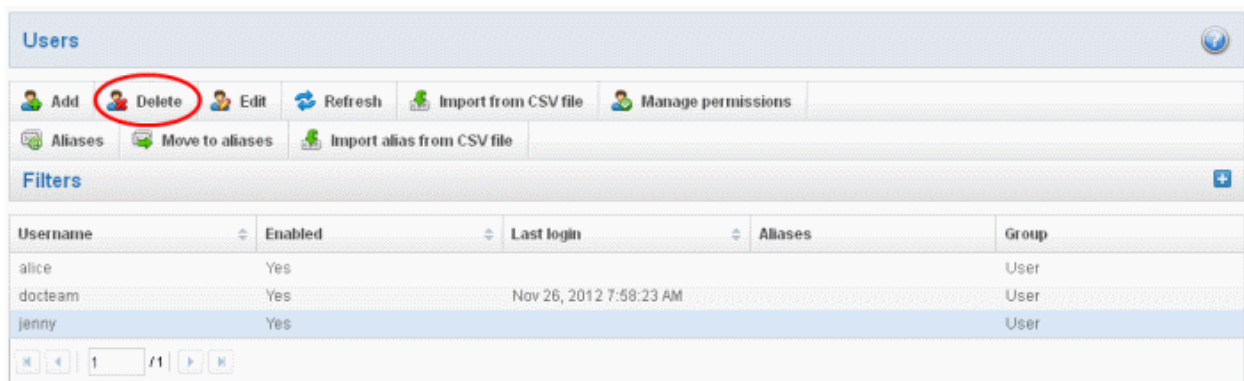 Users
Add Delete Edit Refresh Import from CSV file Manage permissions
Aliases Move to aliases Import alias from CSV file
Filters
Username Enabled Last login Aliases Group
alice Yes User
docteam Yes Nov 26, 2012 7:58:23 AM User
jenny Yes User
1 /1